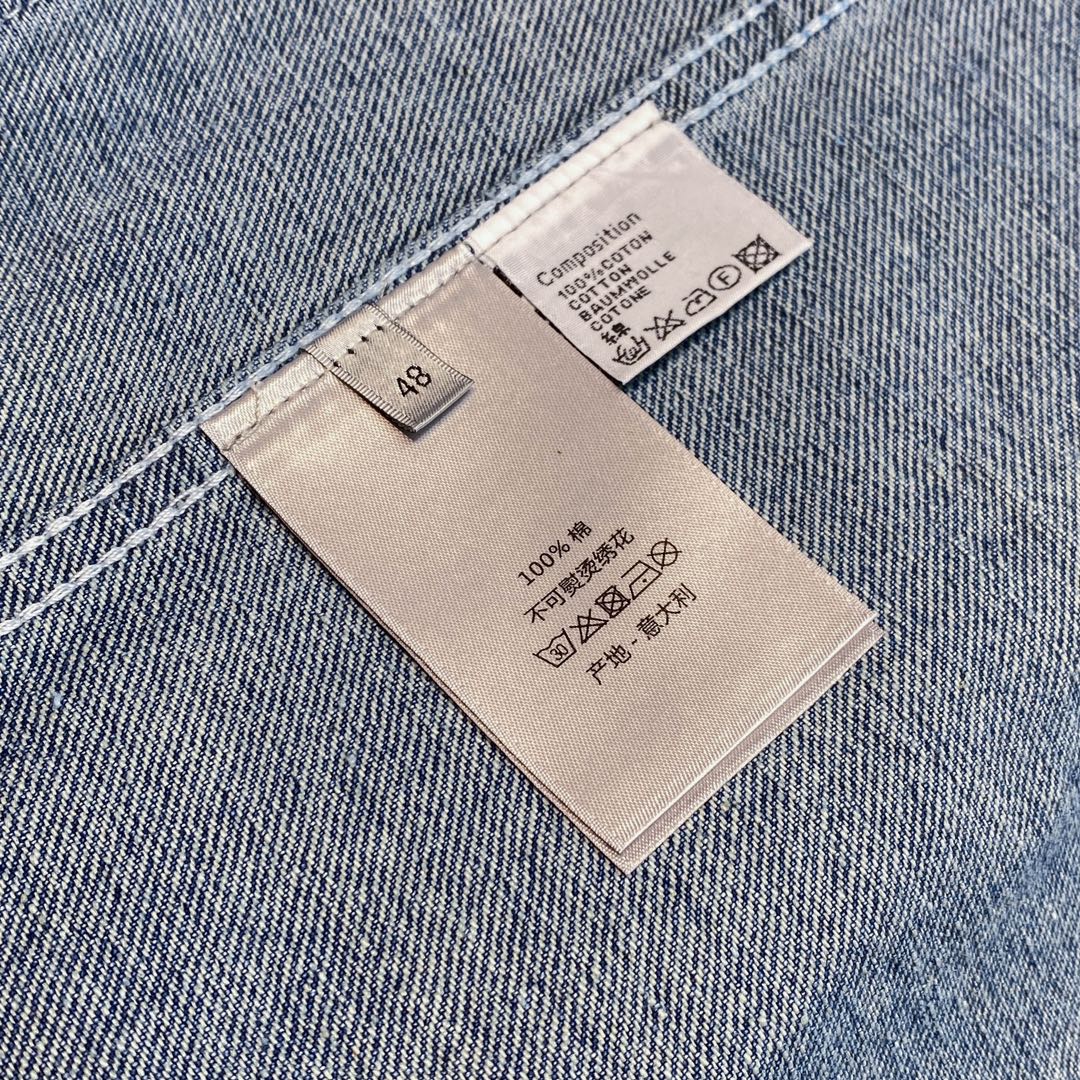 Composition
100%COTON
COTTON
BAUMWOLLE
COTONE
綿
F
48
100% 棉
不可熨烫绣花
30
产地 - 意大利